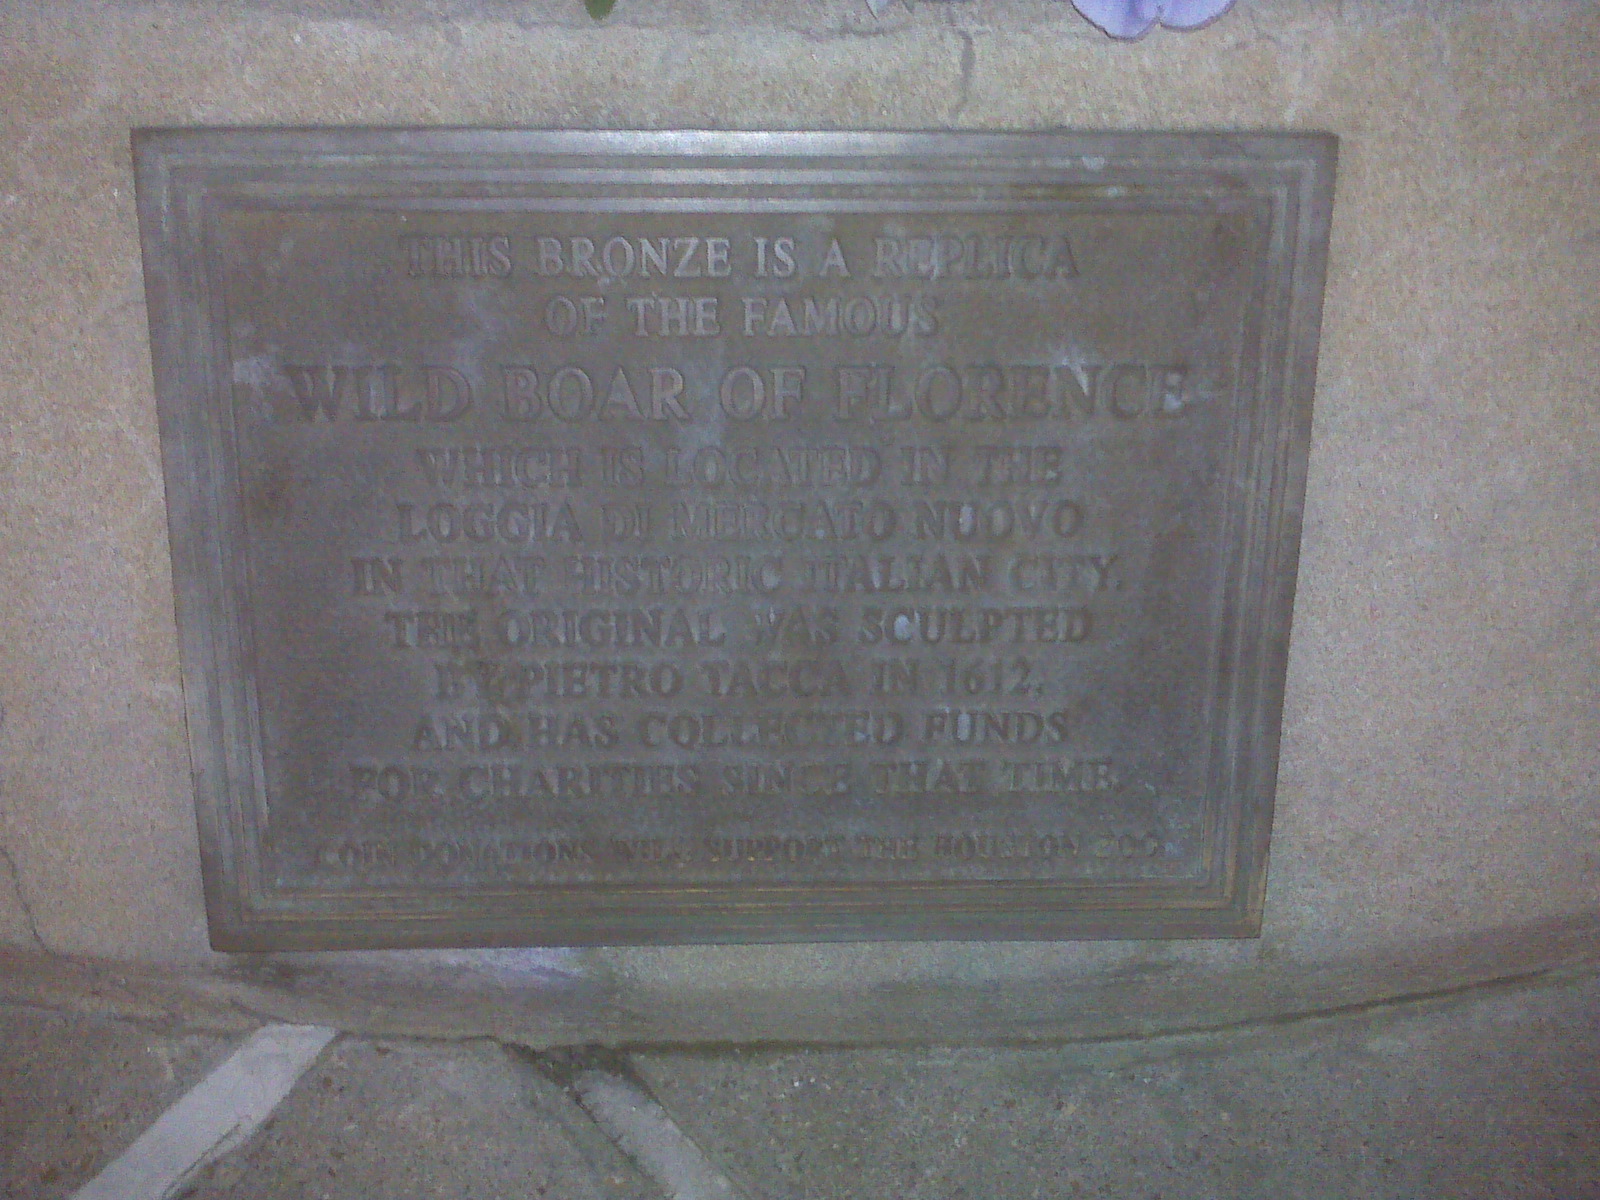 THIS BRONZE IS A REPLICA
OF THE FAMOUS
WILD BOAR OF FLORENCE
WHICH IS LOCATED IN THE
LOGGIA DI MERCATO NUOVO
IN THAT HISTORIC ITALIAN CITY.
THE ORIGINAL WAS SCULPTED
BY PIETRO TACCA IN 1612,
AND HAS COLLECTED FUNDS
FOR CHARITIES SINCE THAT TIME.
COIN DONATIONS WILL SUPPORT THE HOUSTON ZOO.